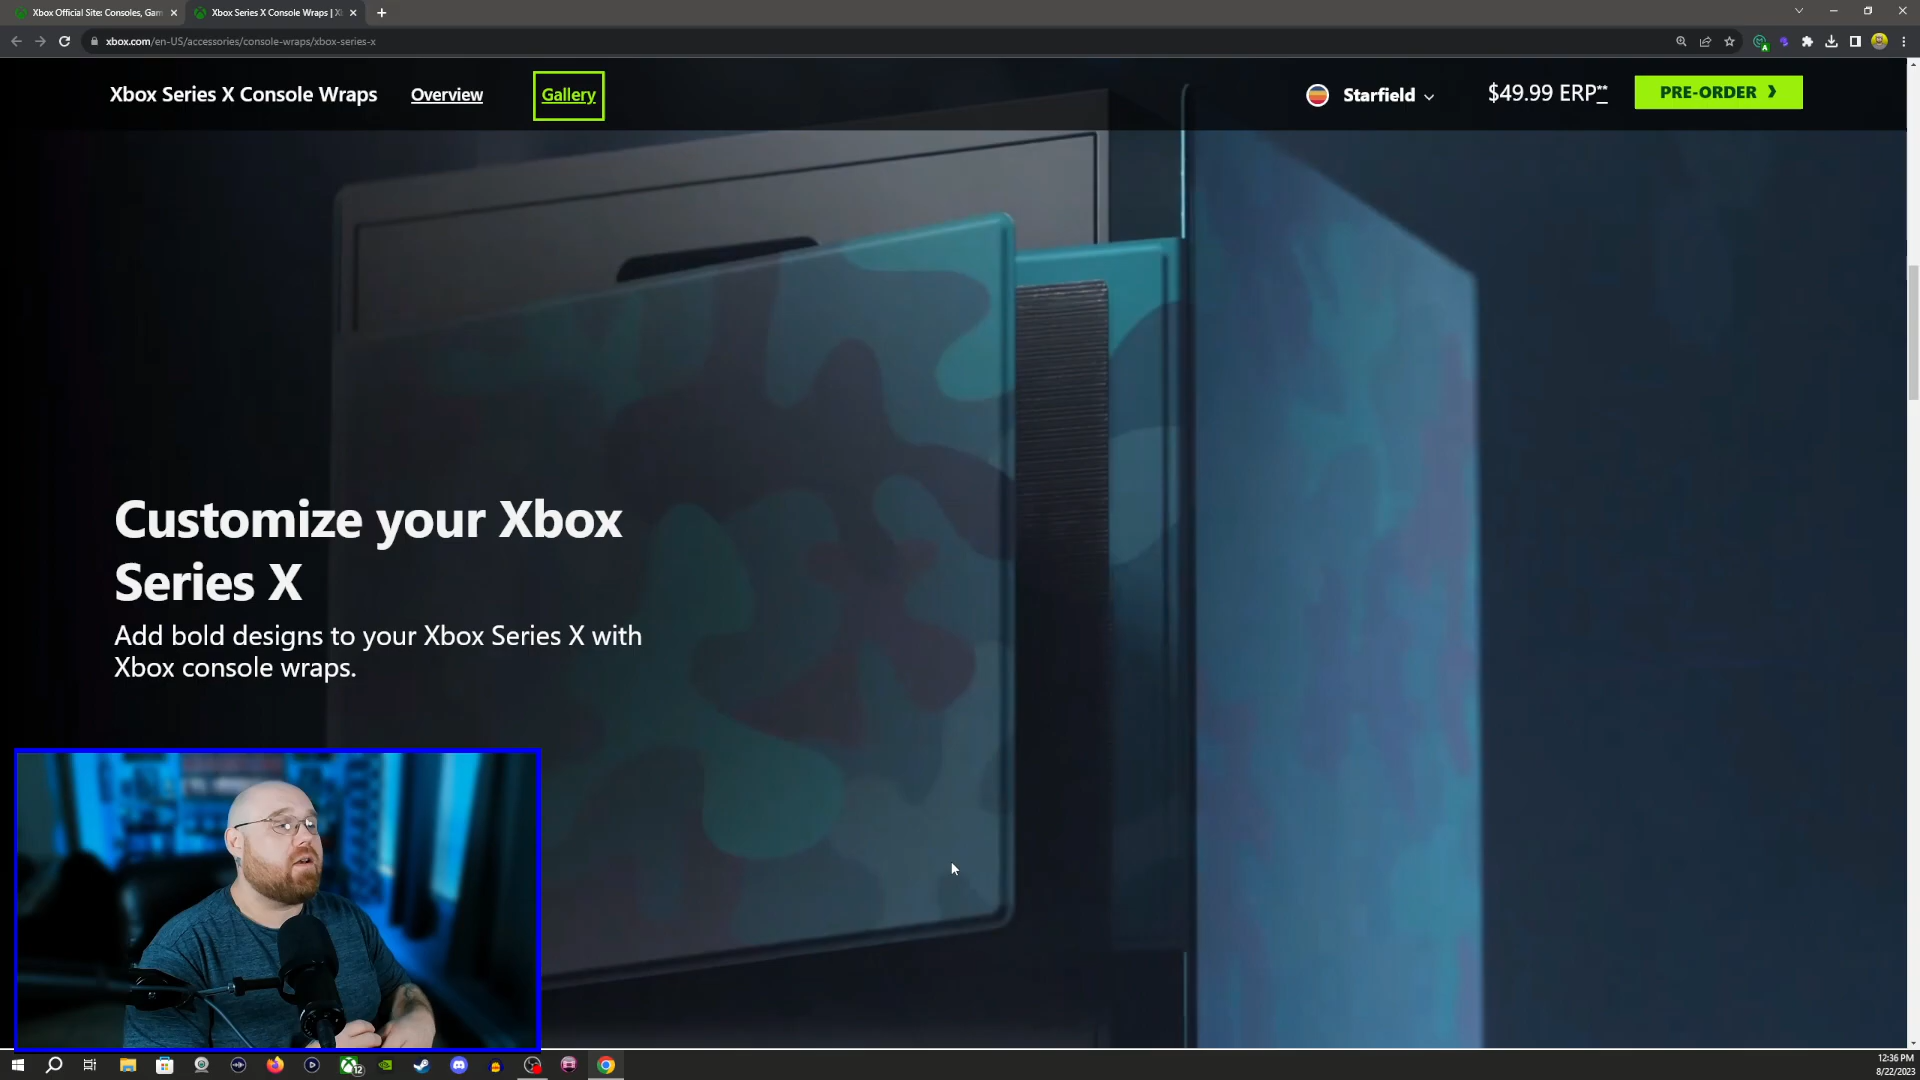 Xbox Official Site: Consoles, Gam
Xbox Series X Console Wraps | X
xbox.com/en-US/accessories/console-wraps/xbox-series-x
Xbox Series X Console Wraps
Overview
Gallery
Starfield
$49.99 ERP**
PRE-ORDER
Customize your Xbox
Series X
Add bold designs to your Xbox Series X with
Xbox console wraps.
12
12:36 PM
8/22/2023